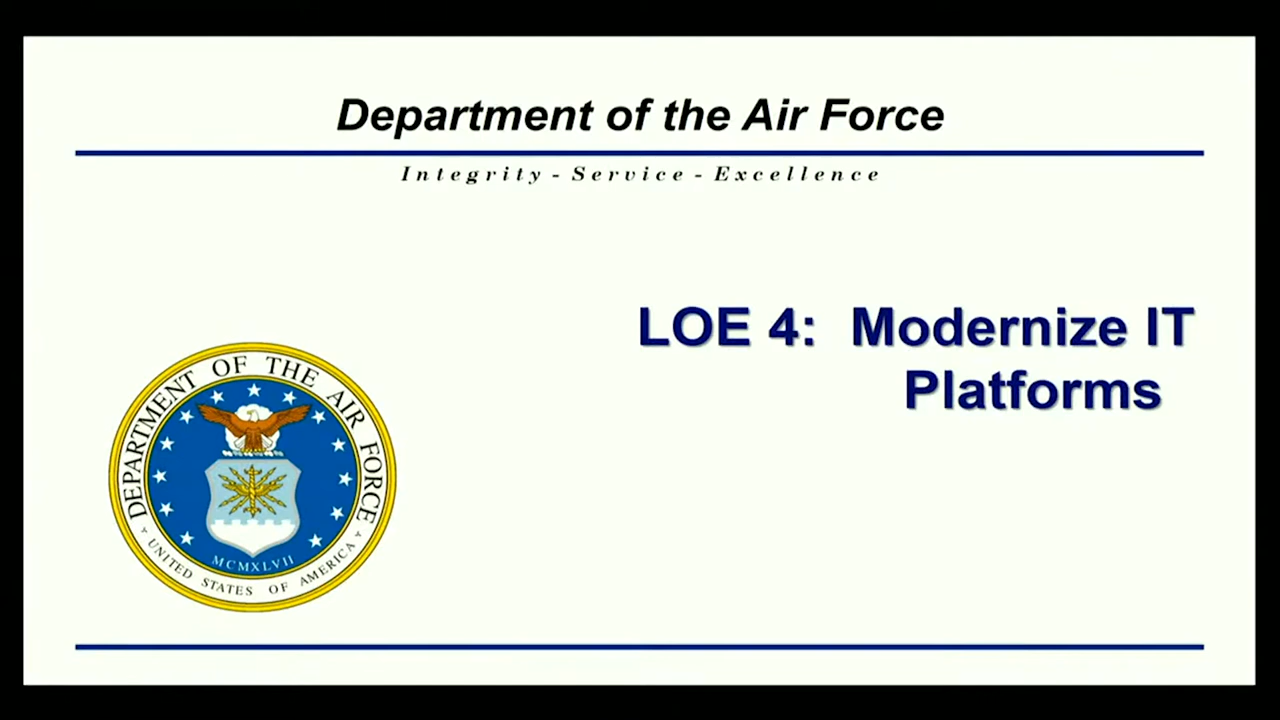 Department of the Air Force
Integrity - Service - Excellence
LOE 4: Modernize IT
Platforms
DEPARTMENT OF THE AIR FORCE
MCMXLVII
UNITED STATES OF AMERICA